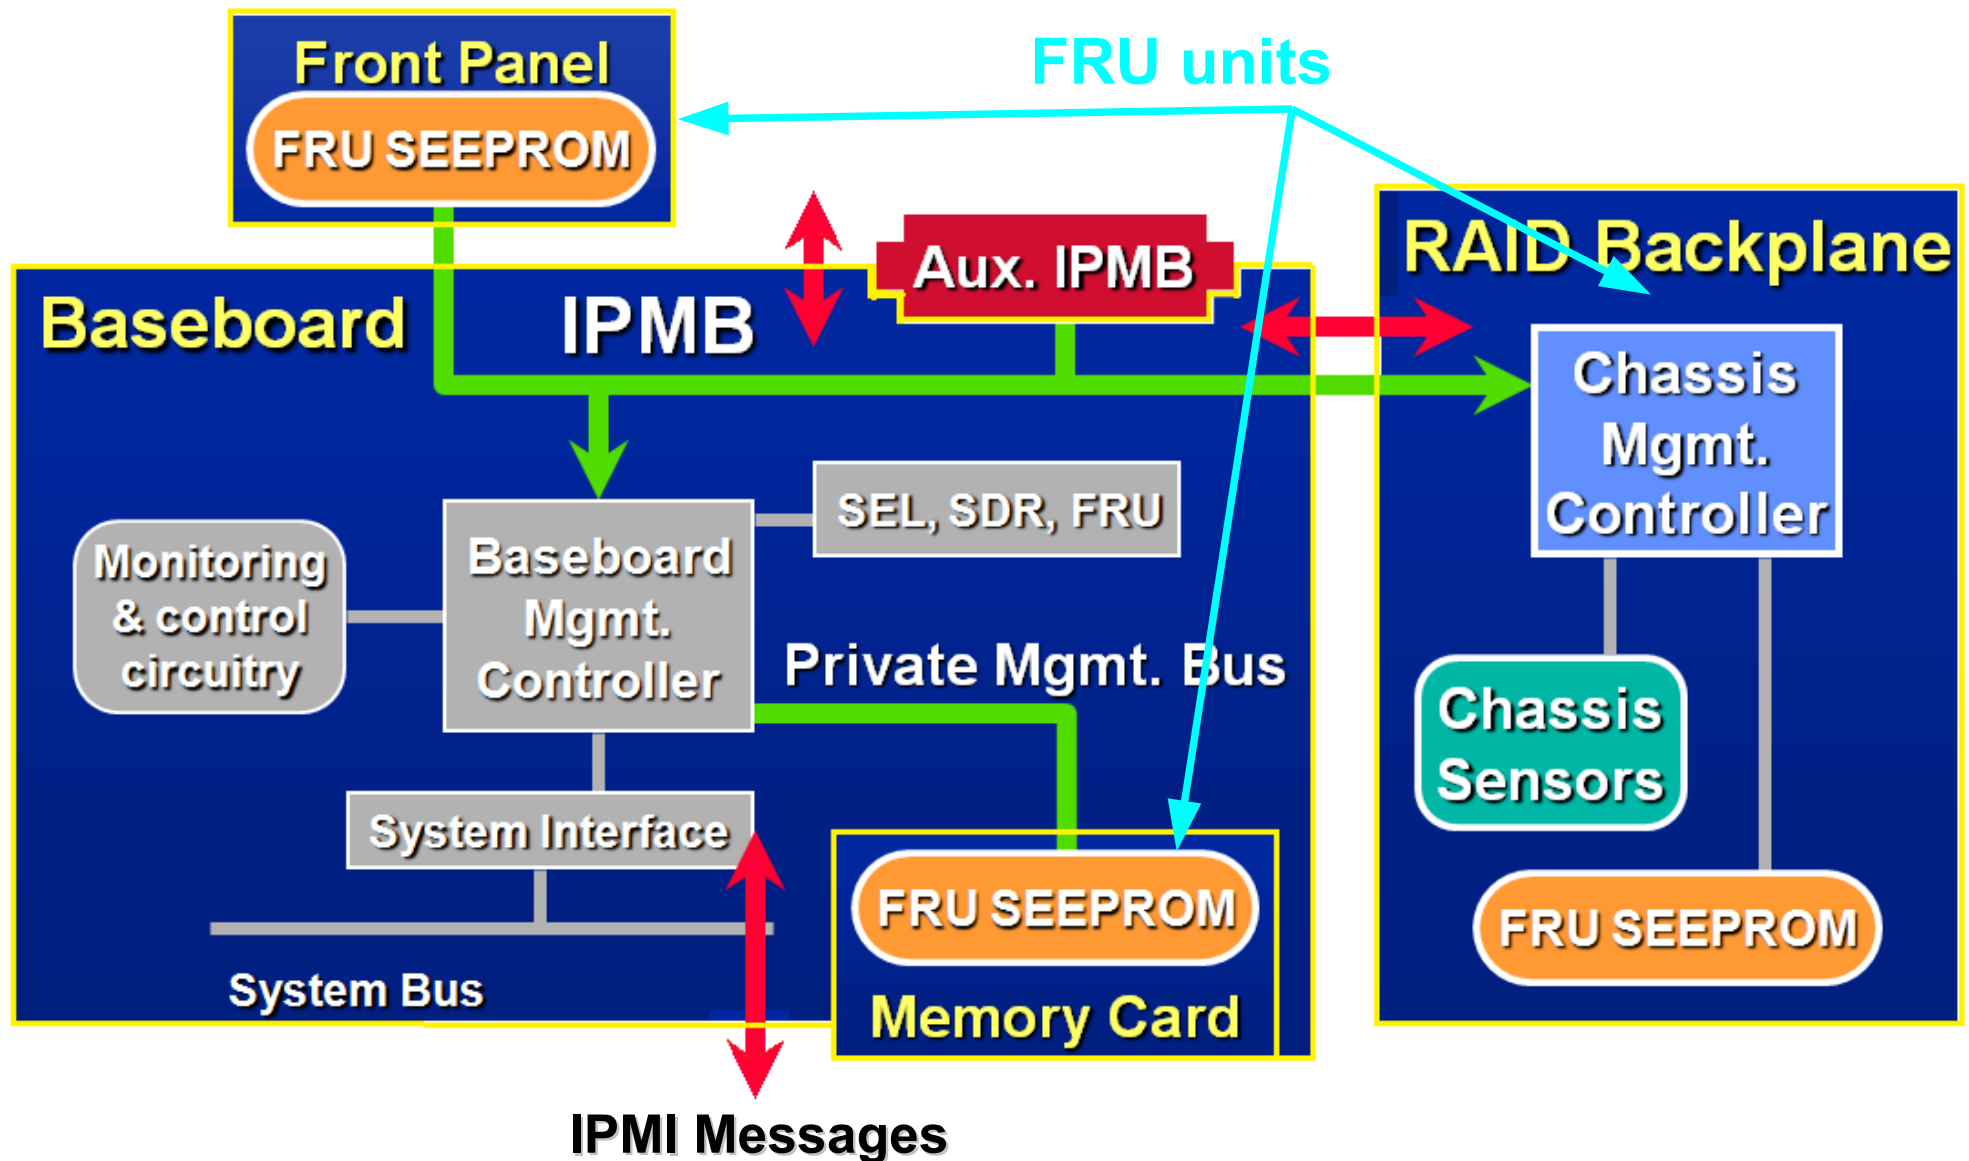 Front Panel
FRU SEEPROM
FRU units
Aux. IPMB
RAID Backplane
Baseboard
IPMB
Chassis
Mgmt.
Controller
SEL, SDR, FRU
Monitoring
& control
circuitry
Baseboard
Mgmt.
Controller
Private Mgmt. Bus
Chassis
Sensors
System Interface
FRU SEEPROM
FRU SEEPROM
System Bus
Memory Card
IPMI Messages